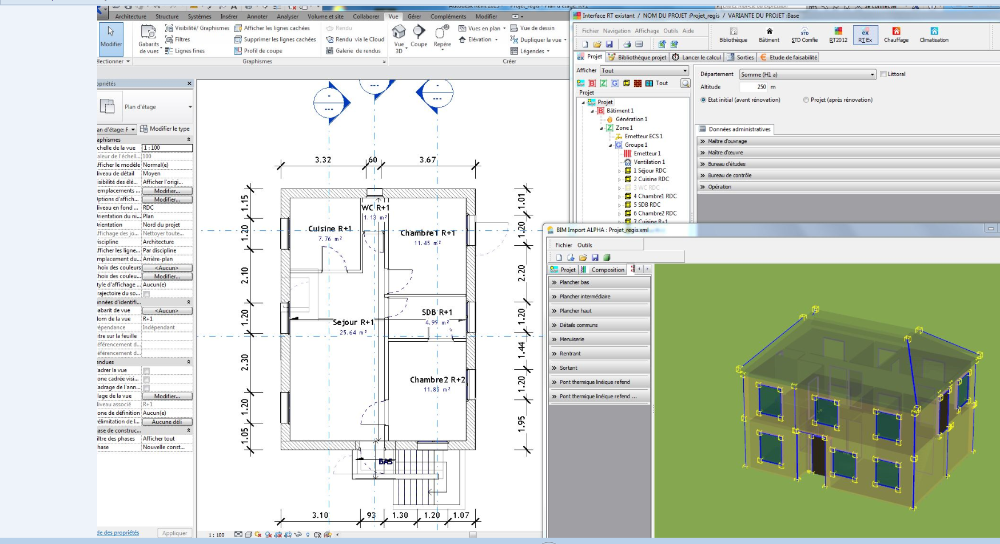 Autodesk Revit 2015 - Projet_regis - Plan d'étage: R+1
Se connecter
Architecture Structure Systèmes Insérer Annoter Analyser Volume et site Collaborer Vue Gérer Compléments Modifier
Modifier
Gabarits de vues
Visibilité/ Graphismes
Filtres
Lignes fines
Afficher les lignes cachées
Supprimer les lignes cachées
Profil de coupe
Rendu
Rendu via le Cloud
Galerie de rendus
Vue 3D
Coupe
Repère
Vues en plan
Elévation
Vue de dessin
Dupliquer la vue
Légendes
électionner
Graphismes
Créer
opriétés
Plan d'étage
an d'étage: F
Modifier le type
aphismes
chelle de la vue 1 : 100
aleur de l'échell... 100
fficher le modèle Normal(e)
iveau de détail Moyen
isibilité des élé... Afficher l'origi...
mplacements ... Modifier...
ptions d'affich... Modifier...
iveau en fond ... RDC
rientation du ni... Plan
rientation Nord du projet
ffichage des jo... Nettoyer toute...
iscipline Architecture
fficher les ligne... Par discipline
mplacement du... Arrière-plan
hoix des couleurs <Aucun>
hoix des couleu... Modifier...
tyle d'affichage ... Aucun(e)
rajectoire du so...
onnées d'identifi...
abarit de vue <Aucun>
om de la vue R+1
épendance Indépendant
itre sur la feuille
éférencement d...
éférencement d...
endues
adrer la vue
one cadrée visi...
adrage de l'ann...
lage de la vue Modifier...
iveau associé R+1
one de définition Aucun(e)
élimitation de l... Aucune déli
ase de construc...
iltre des phases Afficher tout
hase Nouvelle const...
de des propriétés
Appliquer
3.32 60 3.67
1.15
1.20
2.10
1.20
2.30
1.20
1.05
1.01
1.20
2.20
1.20
1.44
1.20
1.95
WC R+1
1.13 m²
Cuisine R+1
7.76 m²
Chambre1 R+1
11.45 m²
SDB R+1
4.99 m²
Sejour R+1
25.64 m²
Chambre2 R+2
11.85 m²
BAS
3.10 93 1.30 1.20 1.07
1 : 100
Interface RT existant / NOM DU PROJET :Projet_regis / VARIANTE DU PROJET :Base
Fichier Navigation Affichage Outils Aide
Bibliothèque
Bâtiment
STD
STD Comfie
RT2012
ex
RT Ex
Chauffage
Climatisation
ex Projet
Bibliothèque projet
Lancer le calcul
Sorties
Etude de faisabilité
Afficher Tout
B Z G Tout
Projet
Projet
Bâtiment 1
Génération 1
Zone 1
Emetteur ECS 1
Groupe 1
Emetteur 1
Ventilation 1
1 Séjour RDC
2 Cuisine RDC
3 WC RDC
4 Chambre1 RDC
5 SDB RDC
6 Chambre2 RDC
7 Cuisine R+1
Département Somme (H1 a) Littoral
Altitude 250 m
Etat initial (avant rénovation) Projet (après rénovation)
Données administratives
Maître d'ouvrage
Maître d'œuvre
Bureau d'études
Bureau de contrôle
Opération
BIM Import ALPHA : Projet_regis.xml
Fichier Outils
Projet Composition
Plancher bas
Plancher intermédiaire
Plancher haut
Détails communs
Menuiserie
Rentrant
Sortant
Pont thermique linéique refend
Pont thermique linéique refend ...